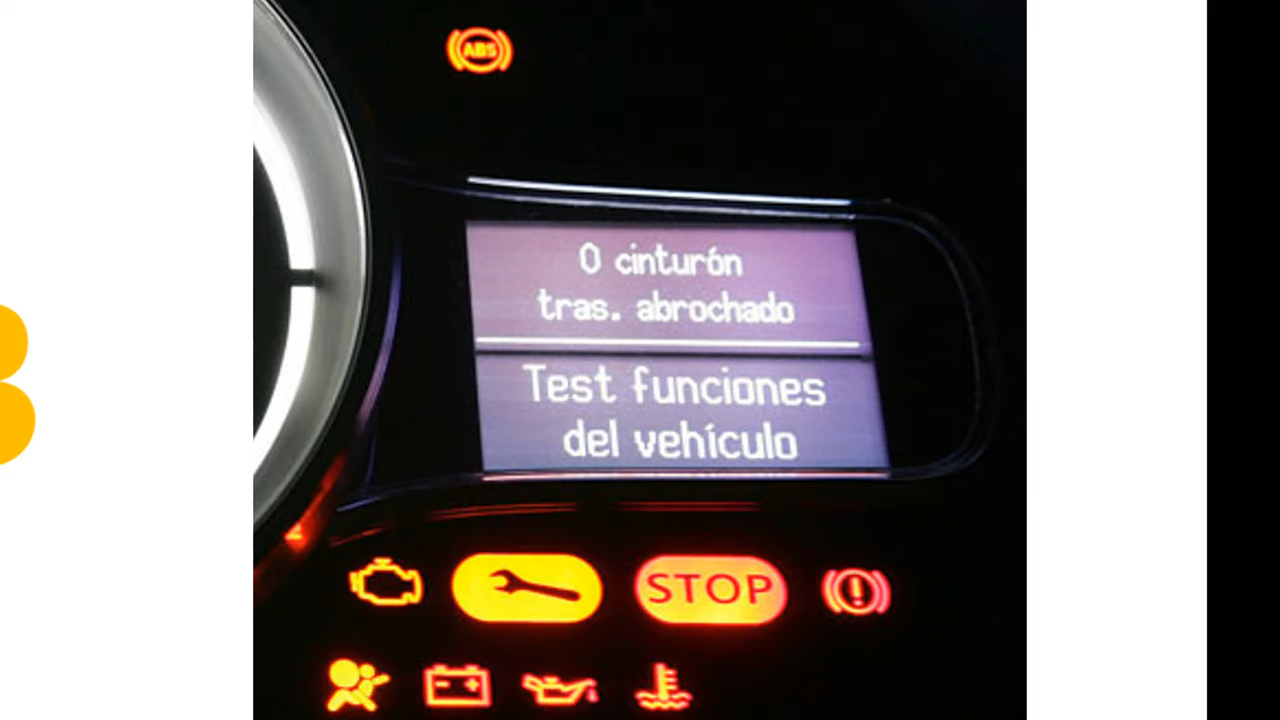 ABS
0 cinturón
tras. abrochado
Test funciones
del vehículo
STOP